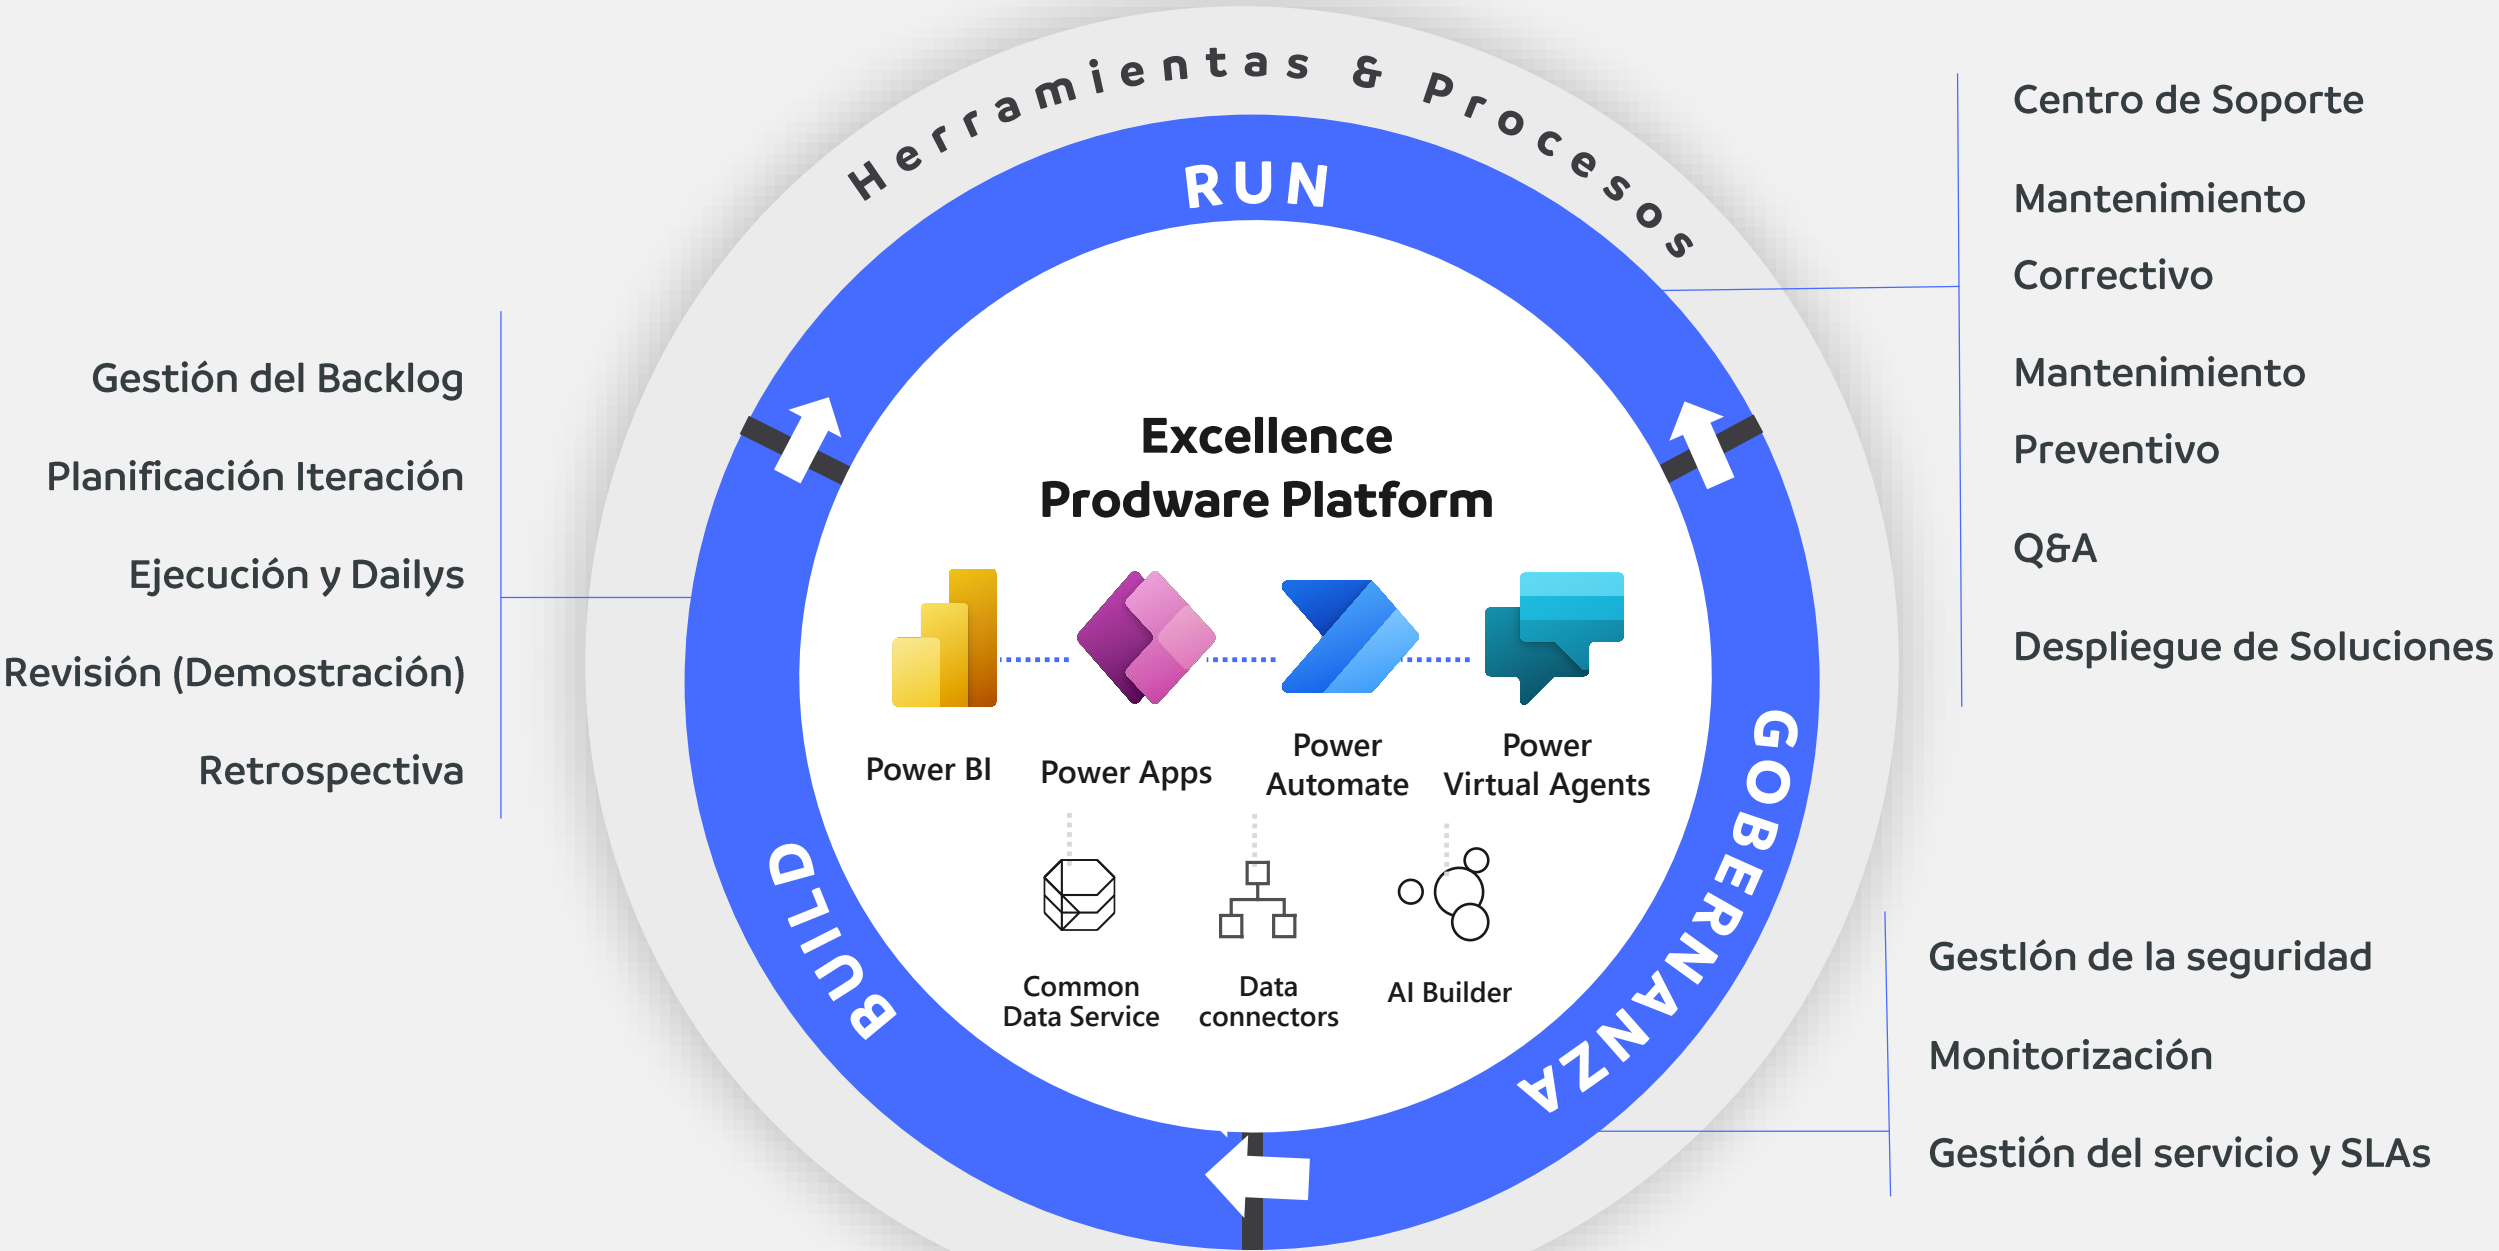 Herramientas & Procesos
RUN
Centro de Soporte
Mantenimiento
Correctivo
Mantenimiento
Preventivo
Q&A
Despliegue de Soluciones
Gestión del Backlog
Planificación Iteración
Ejecución y Dailys
Revisión (Demostración)
Retrospectiva
Excellence
Prodware Platform
Power BI
Power Apps
Power
Automate
Power
Virtual Agents
Common
Data Service
Data
connectors
AI Builder
BUILD
GOBERNANZA
GestIón de la seguridad
Monitorización
Gestión del servicio y SLAs